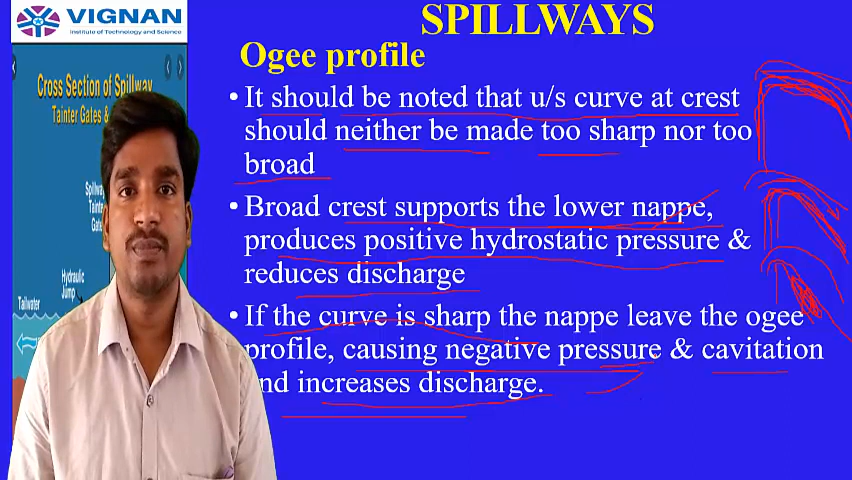 VIGNAN
Institute of Technology and Science
SPILLWAYS
Cross Section of Spillway
Tainter Gates &
Spillway
Tainte
Gate
Hydraulic
Jump
Tailwater
Ogee profile
• It should be noted that u/s curve at crest
should neither be made too sharp nor too
broad
• Broad crest supports the lower nappe,
produces positive hydrostatic pressure &
reduces discharge
• If the curve is sharp the nappe leave the ogee
profile, causing negative pressure & cavitation
nd increases discharge.